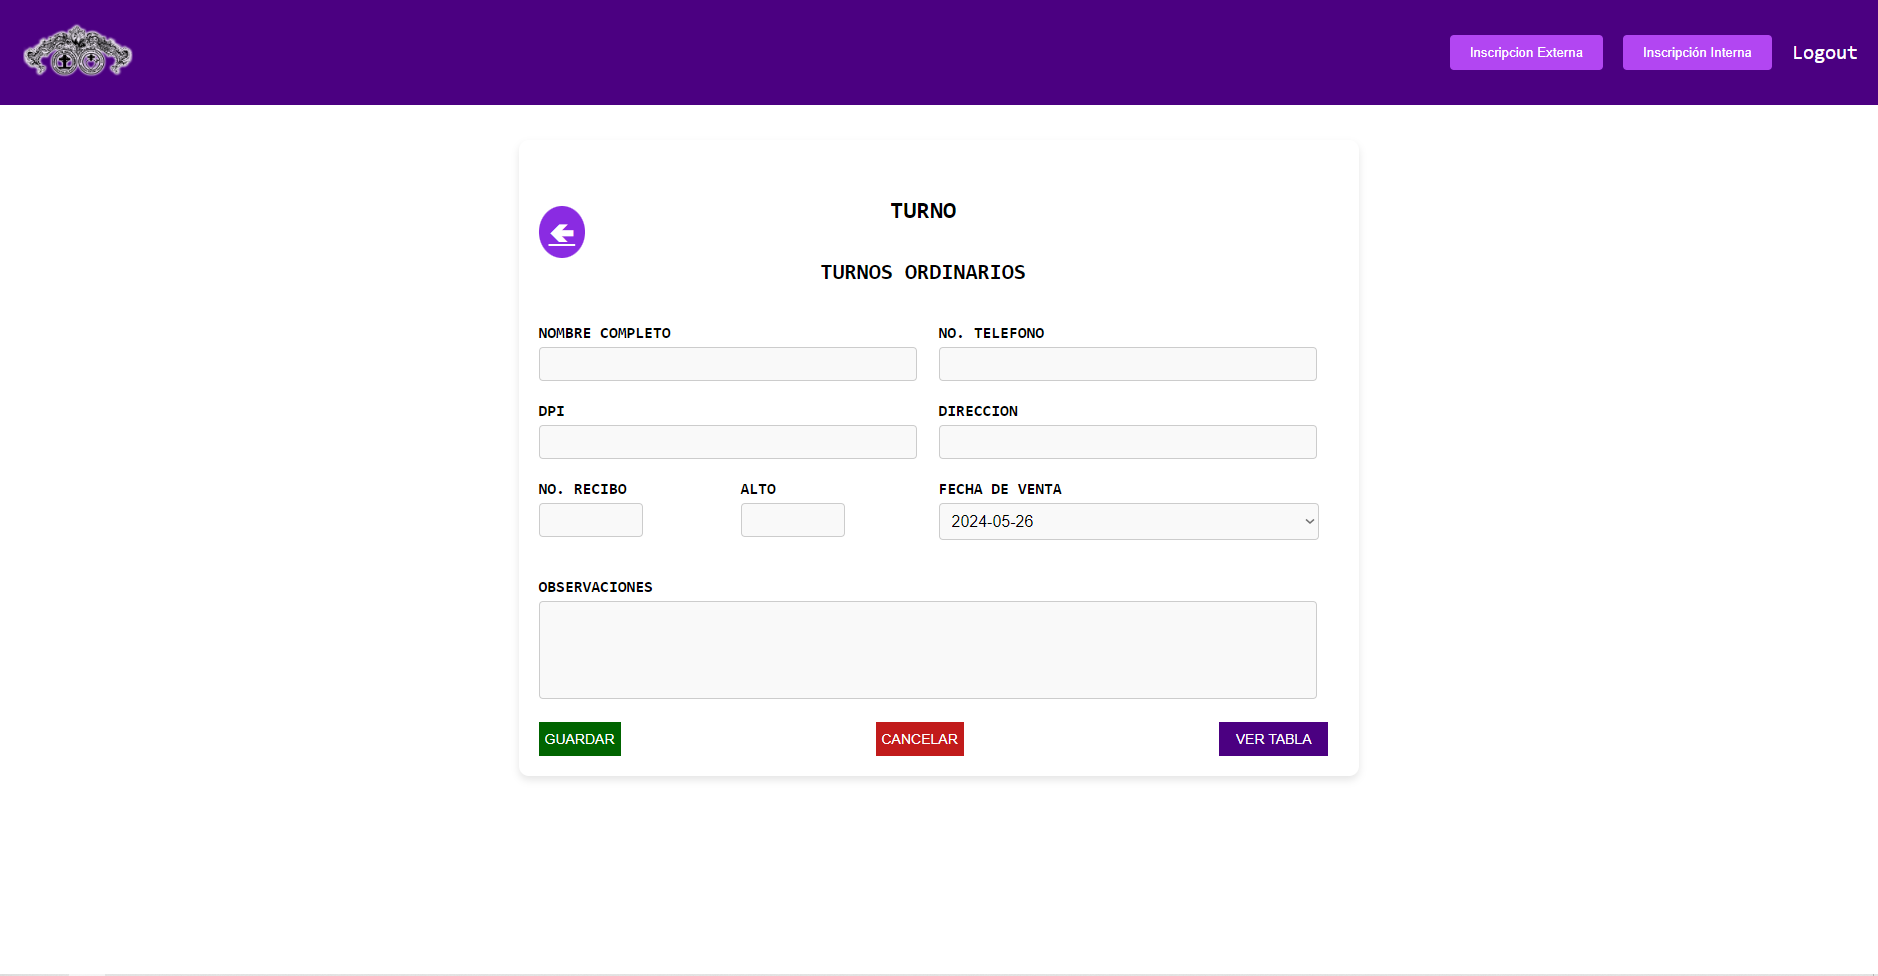 Inscripcion Externa
Inscripción Interna
Logout
TURNO
TURNOS ORDINARIOS
NOMBRE COMPLETO
NO. TELEFONO
DPI
DIRECCION
NO. RECIBO
ALTO
FECHA DE VENTA
2024-05-26
OBSERVACIONES
GUARDAR
CANCELAR
VER TABLA